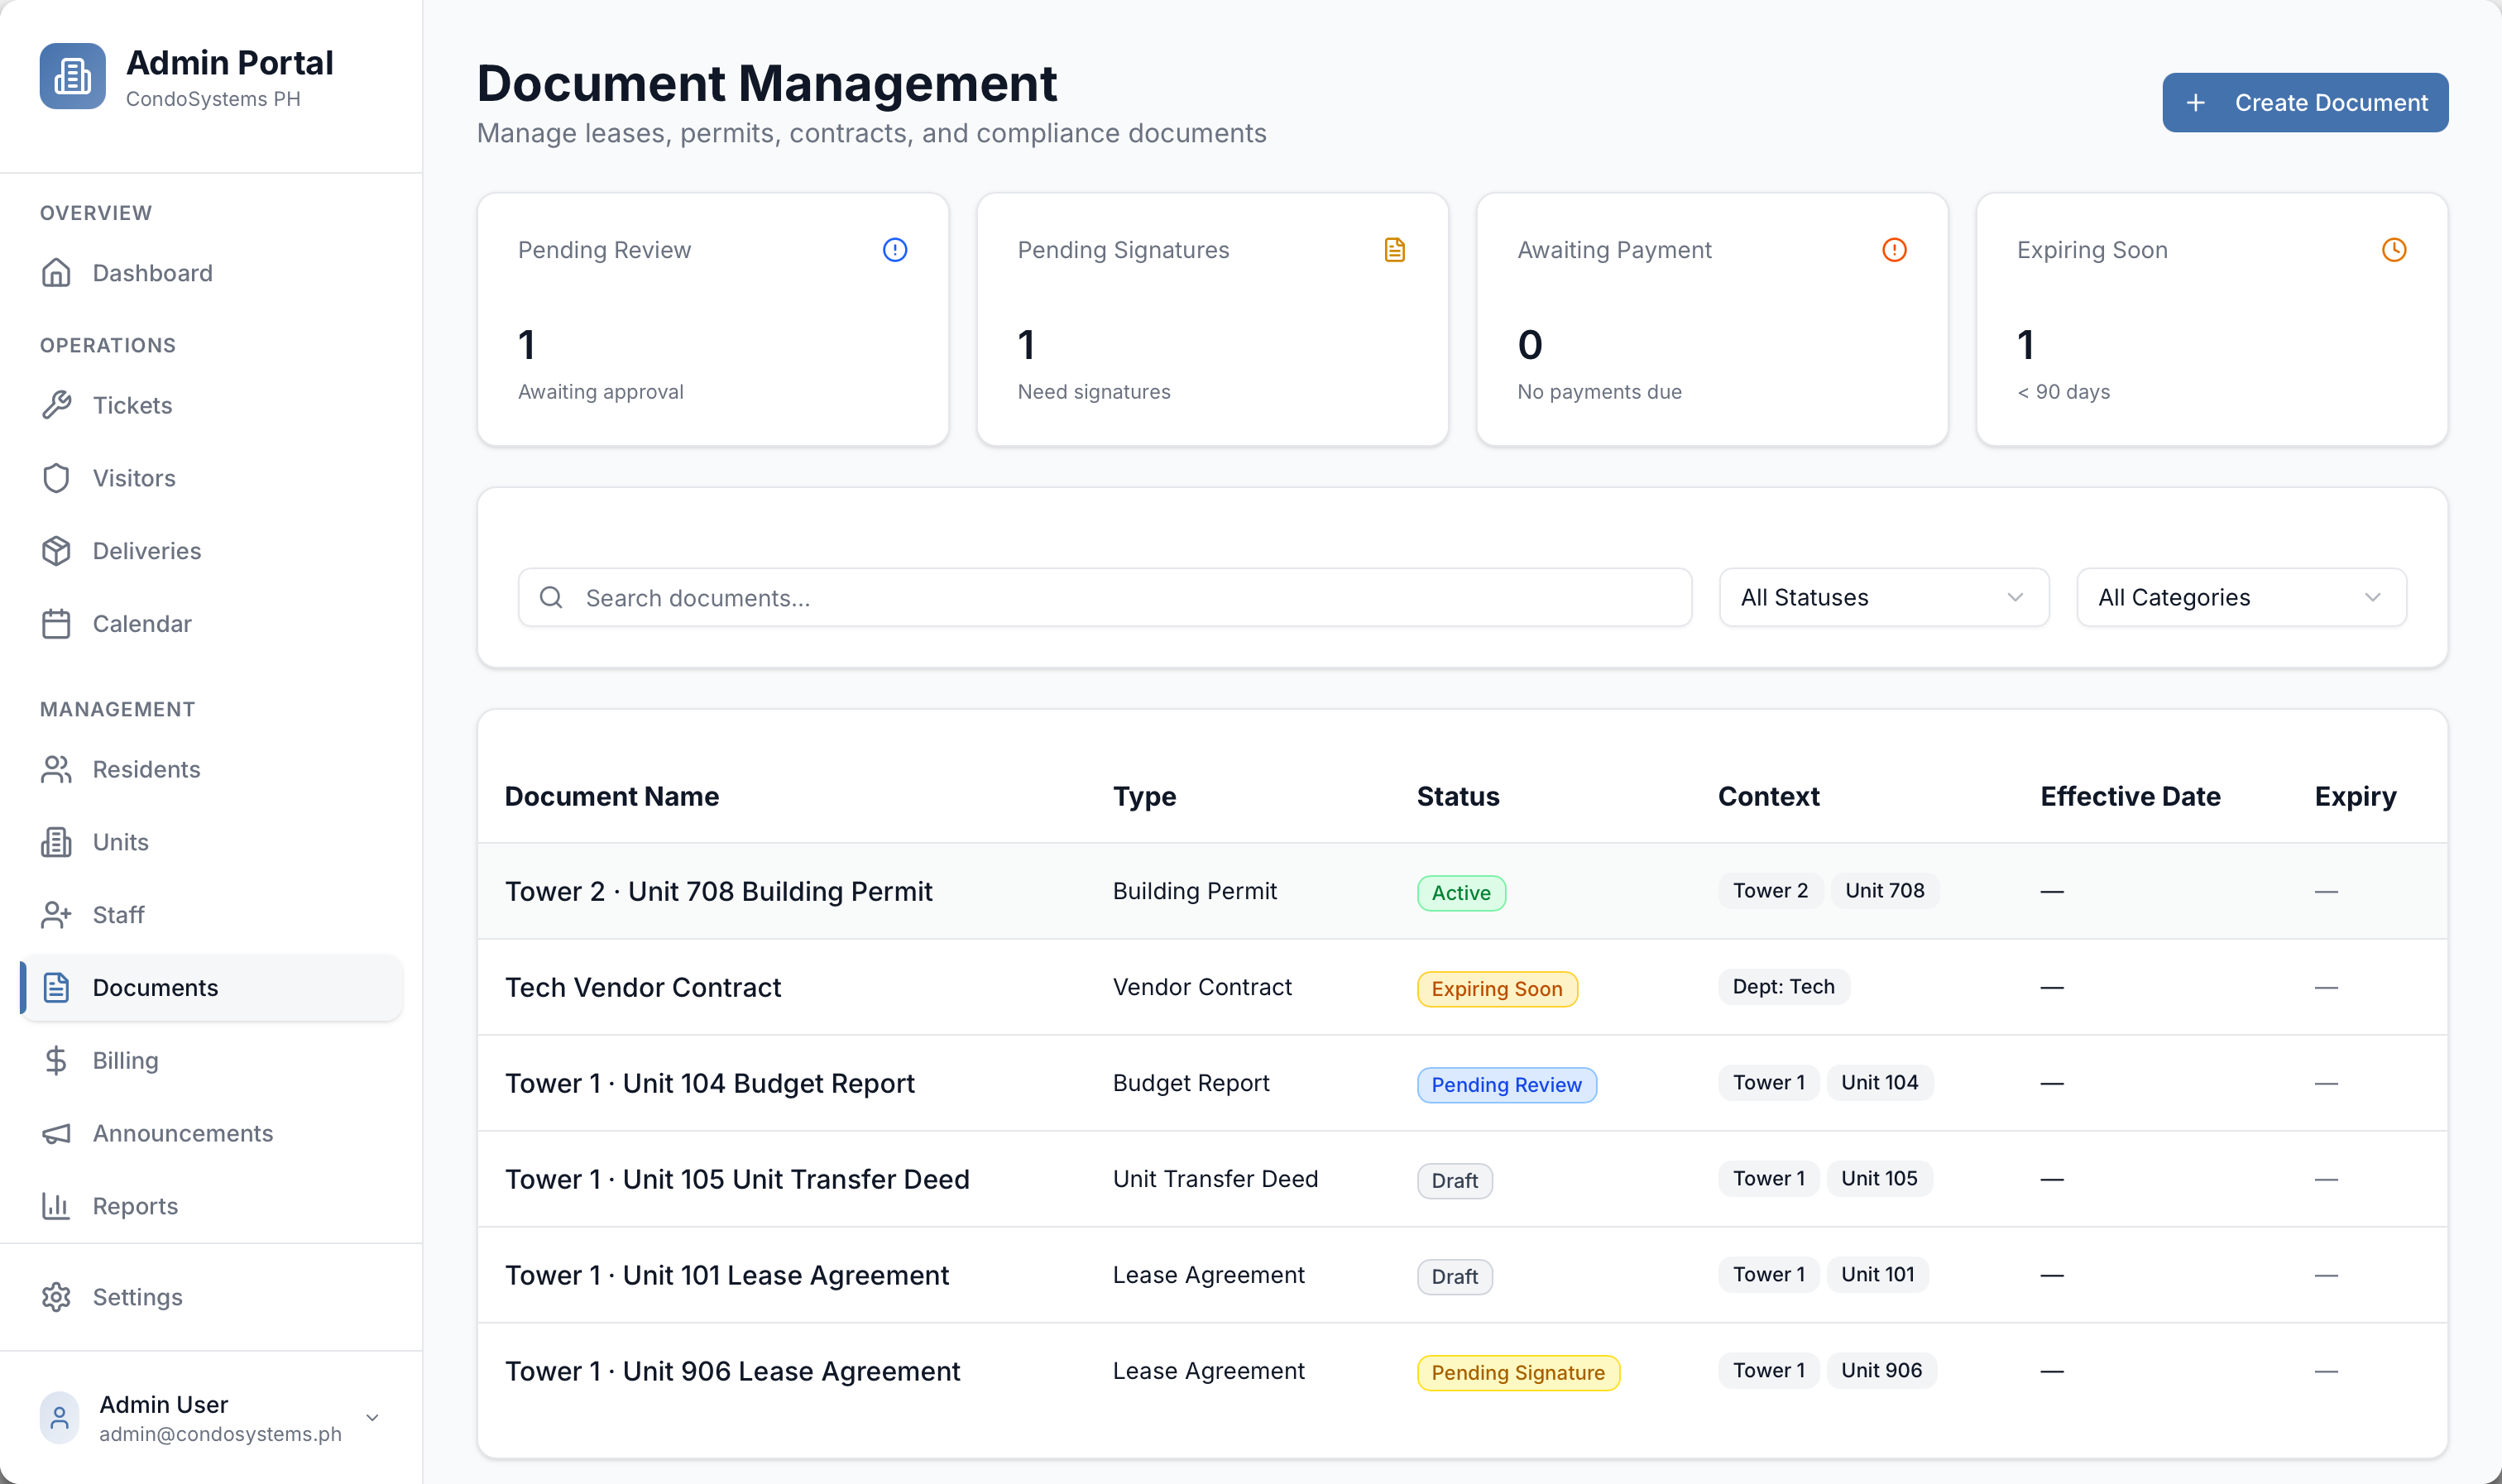 Admin Portal
CondoSystems PH
OVERVIEW
Dashboard
OPERATIONS
Tickets
Visitors
Deliveries
Calendar
MANAGEMENT
Residents
Units
Staff
Documents
Billing
Announcements
Reports
Settings
Admin User
admin@condosystems.ph
Document Management
Manage leases, permits, contracts, and compliance documents
+ Create Document
Pending Review
1
Awaiting approval
Pending Signatures
1
Need signatures
Awaiting Payment
0
No payments due
Expiring Soon
1
< 90 days
Search documents...
All Statuses
All Categories
Document Name Type Status Context Effective Date Expiry
Tower 2 · Unit 708 Building Permit Building Permit Active Tower 2 Unit 708 — —
Tech Vendor Contract Vendor Contract Expiring Soon Dept: Tech — —
Tower 1 · Unit 104 Budget Report Budget Report Pending Review Tower 1 Unit 104 — —
Tower 1 · Unit 105 Unit Transfer Deed Unit Transfer Deed Draft Tower 1 Unit 105 — —
Tower 1 · Unit 101 Lease Agreement Lease Agreement Draft Tower 1 Unit 101 — —
Tower 1 · Unit 906 Lease Agreement Lease Agreement Pending Signature Tower 1 Unit 906 — —